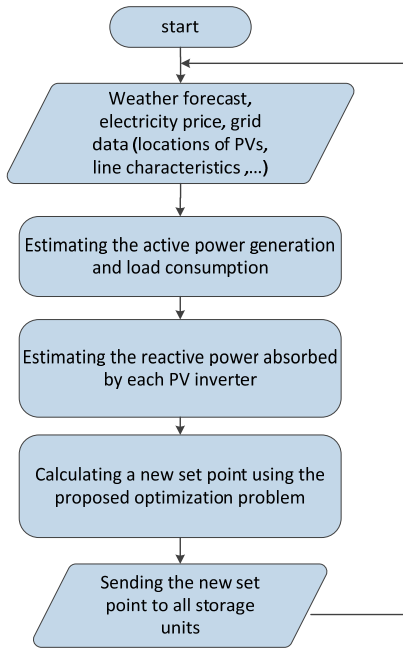 start
Weather forecast,
electricity price, grid
data (locations of PVs,
line characteristics ,...)
Estimating the active power generation
and load consumption
Estimating the reactive power absorbed
by each PV inverter
Calculating a new set point using the
proposed optimization problem
Sending the new set
point to all storage
units